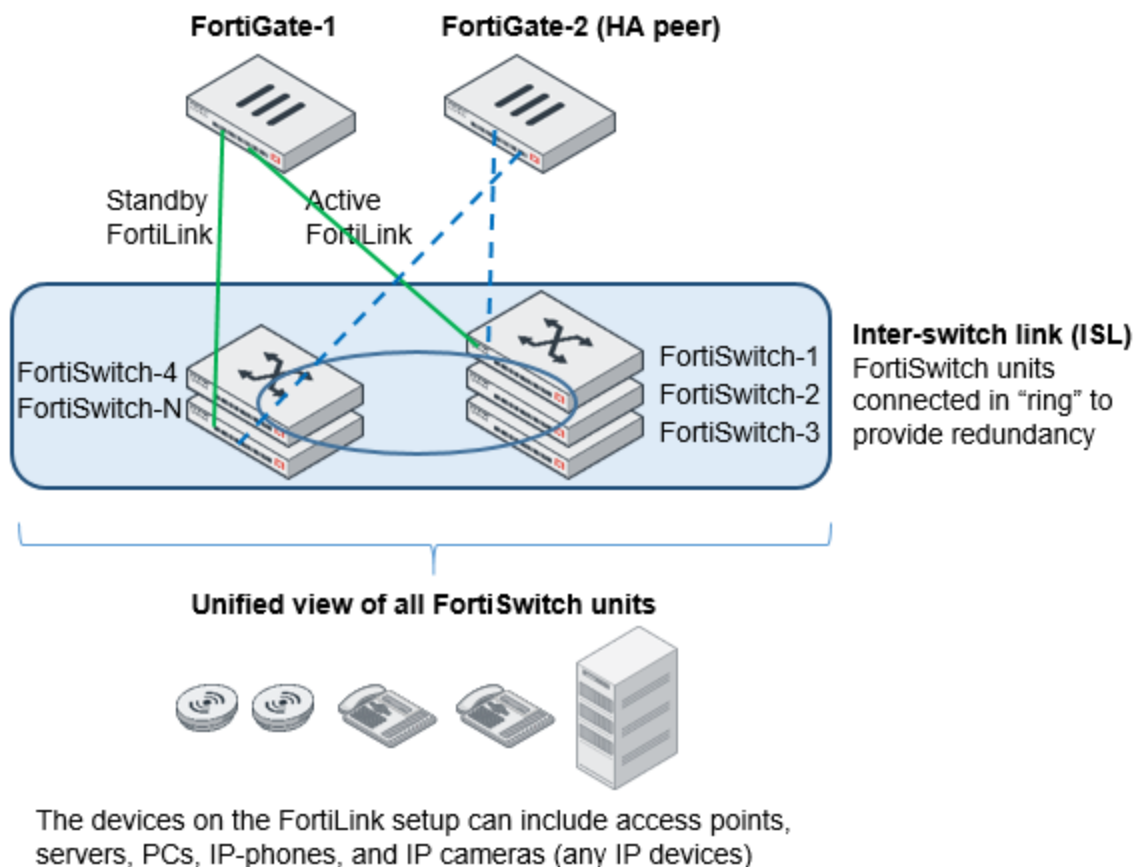 FortiGate-1
FortiGate-2 (HA peer)
Standby
FortiLink
Active
FortiLink
FortiSwitch-4
FortiSwitch-N
FortiSwitch-1
FortiSwitch-2
FortiSwitch-3
Inter-switch link (ISL)
FortiSwitch units
connected in “ring” to
provide redundancy
Unified view of all FortiSwitch units
The devices on the FortiLink setup can include access points,
servers, PCs, IP-phones, and IP cameras (any IP devices)